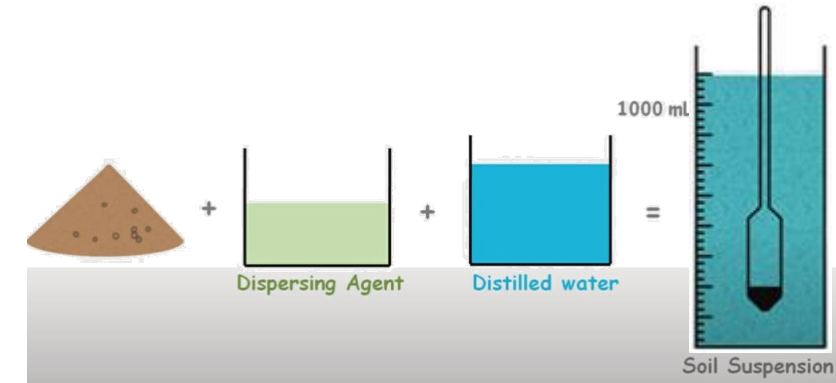 1000 mL
+
+
=
Dispersing Agent
Distilled water
Soil Suspension